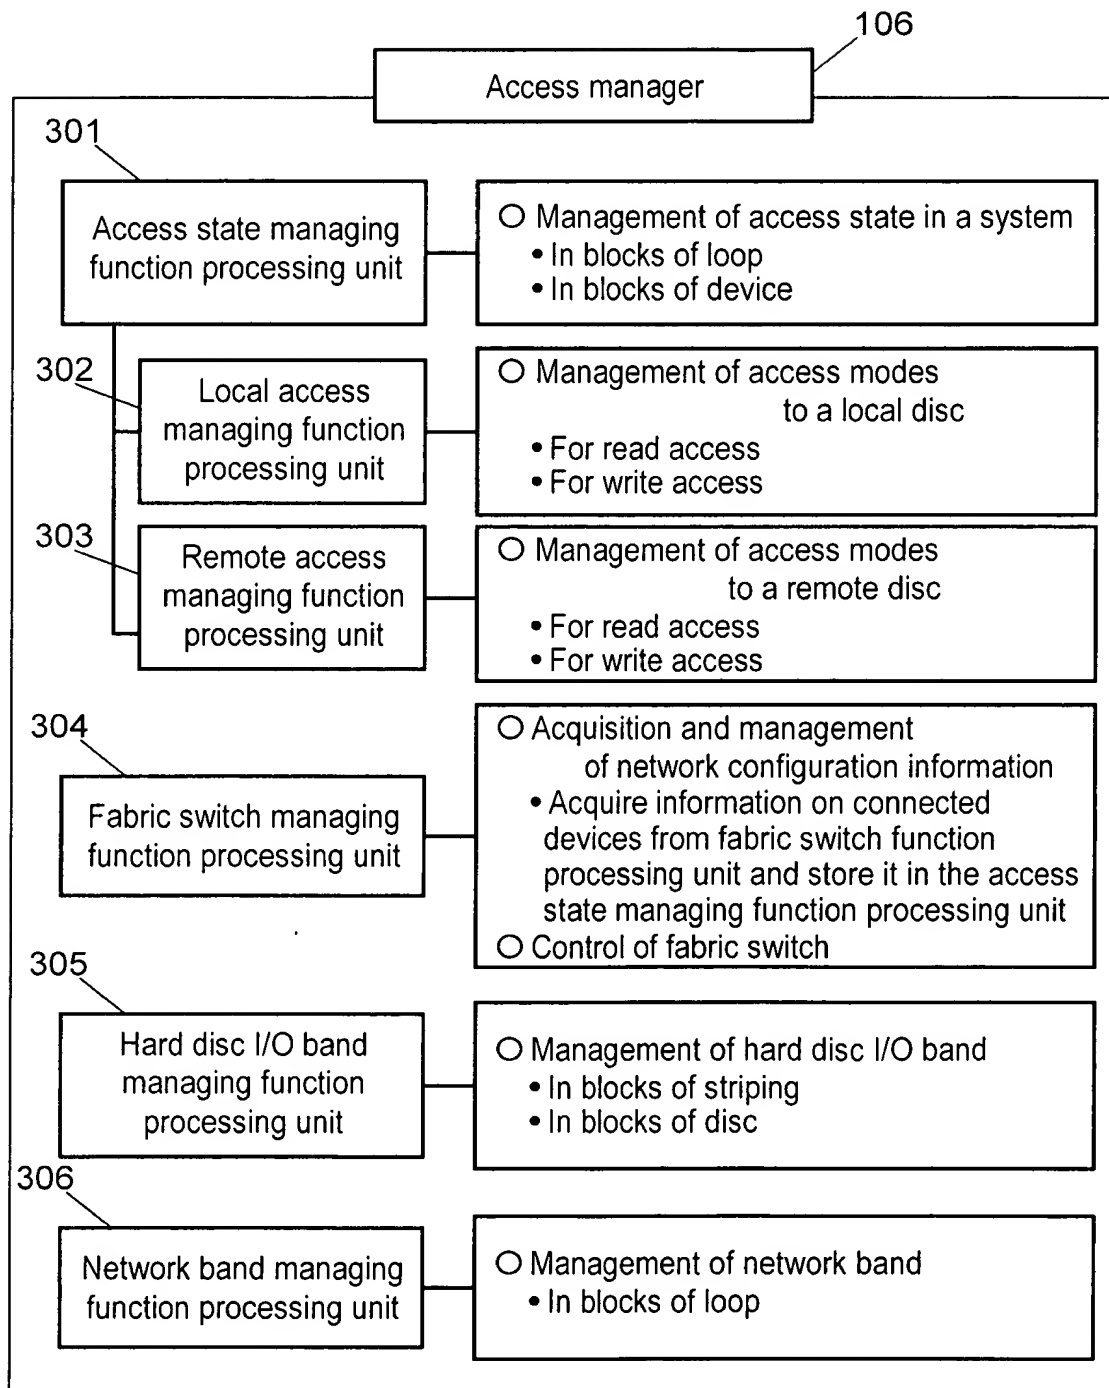 106
Access manager
301
Access state managing
function processing unit
○ Management of access state in a system
• In blocks of loop
• In blocks of device
302
Local access
managing function
processing unit
○ Management of access modes
to a local disc
• For read access
• For write access
303
Remote access
managing function
processing unit
○ Management of access modes
to a remote disc
• For read access
• For write access
304
Fabric switch managing
function processing unit
○ Acquisition and management
of network configuration information
• Acquire information on connected
devices from fabric switch function
processing unit and store it in the access
state managing function processing unit
○ Control of fabric switch
305
Hard disc I/O band
managing function
processing unit
○ Management of hard disc I/O band
• In blocks of striping
• In blocks of disc
306
Network band managing
function processing unit
○ Management of network band
• In blocks of loop